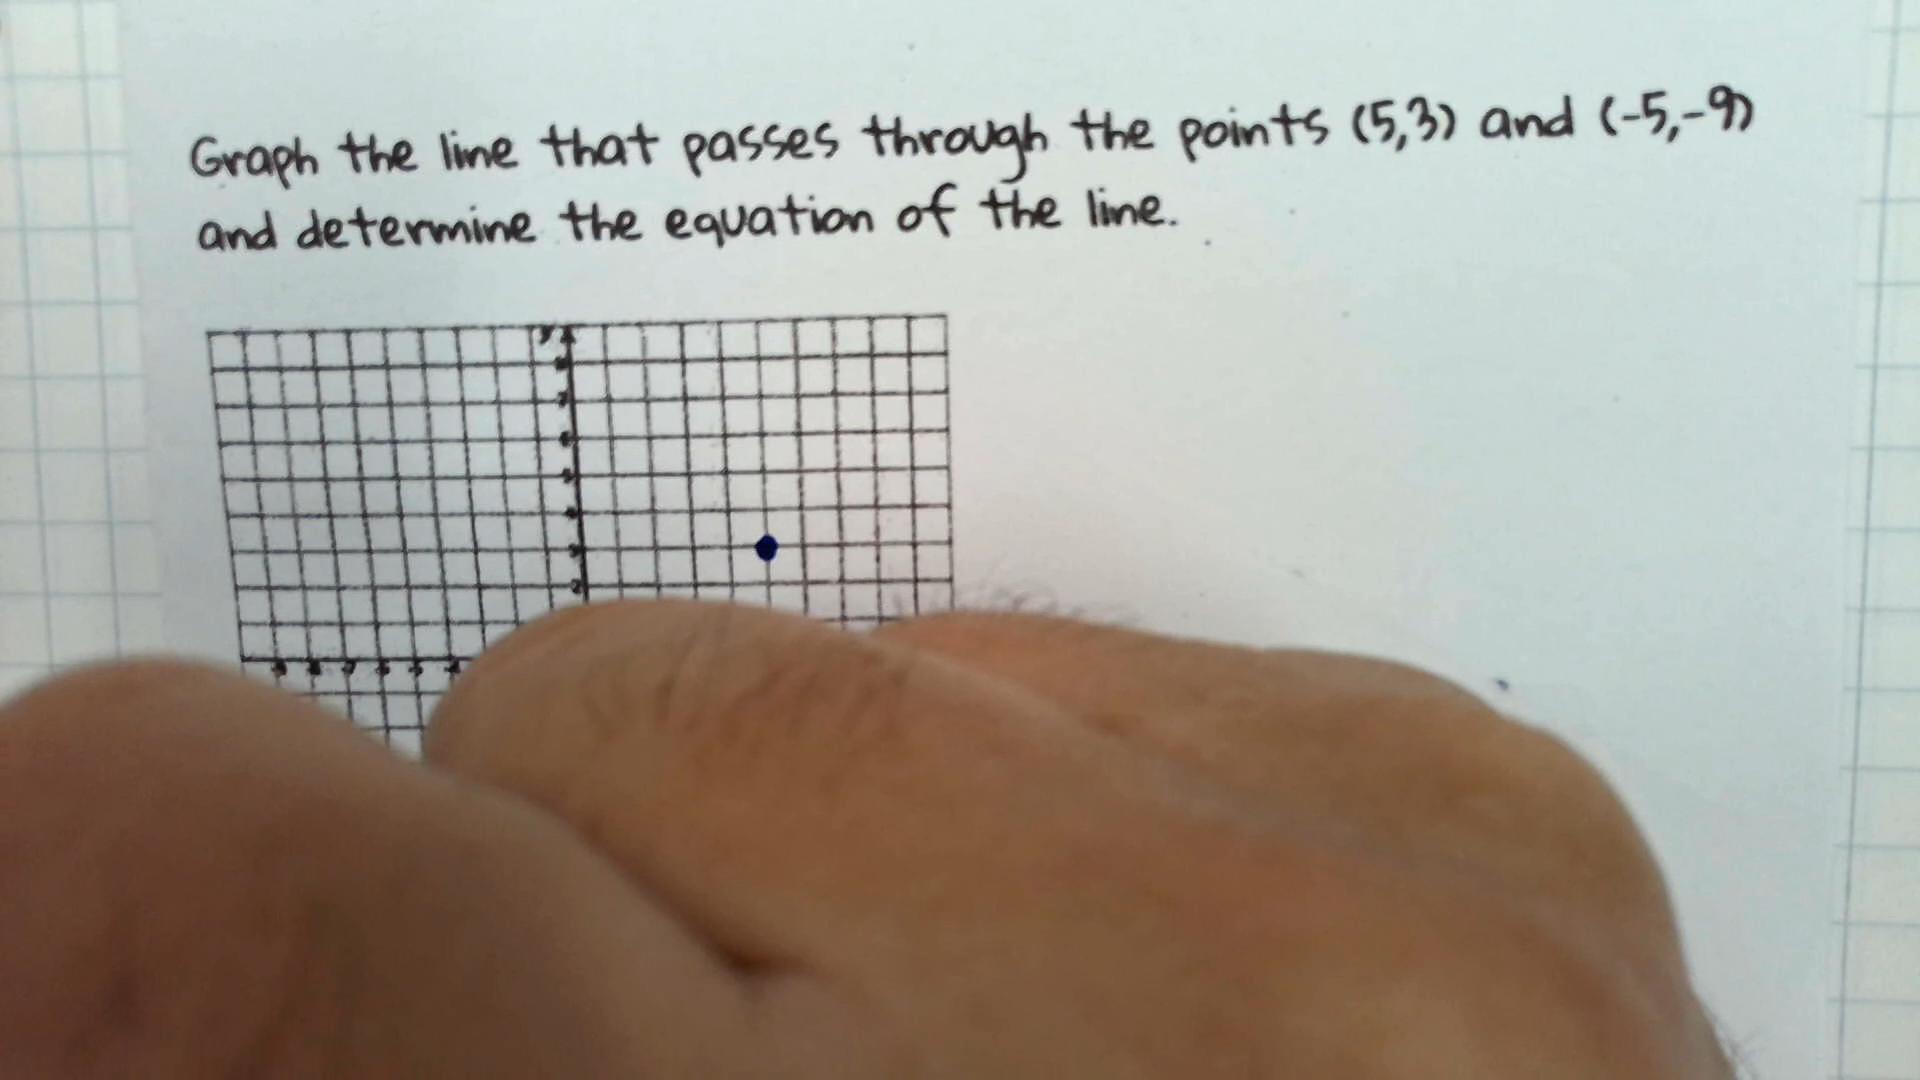 Graph the line that passes through the points (5,3) and (-5,-9)
and determine the equation of the line.
y